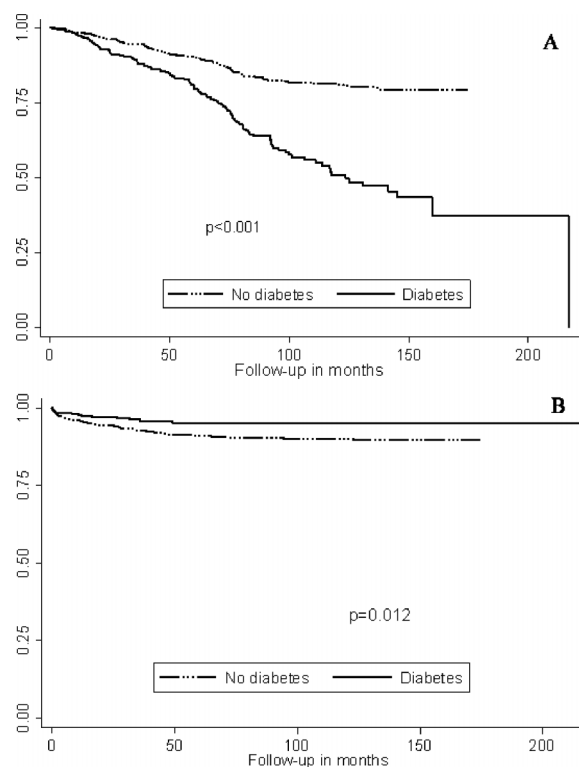 A
1.00
0.75
0.50
0.25
0.00
p<0.001
No diabetes Diabetes
0 50 100 150 200
Follow-up in months
B
1.00
0.75
0.50
0.25
0.00
p=0.012
No diabetes Diabetes
0 50 100 150 200
Follow-up in months